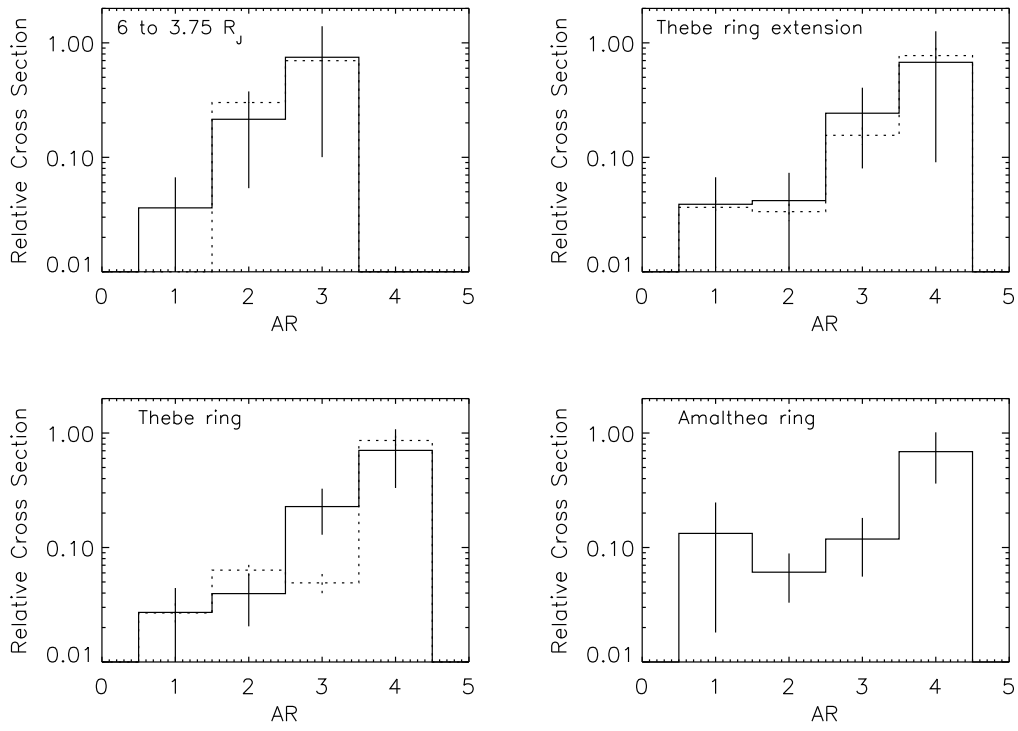 6 to 3.75 R_J
Relative Cross Section
1.00
0.10
0.01
0 1 2 3 4 5
AR
Thebe ring extension
Relative Cross Section
1.00
0.10
0.01
0 1 2 3 4 5
AR
Thebe ring
Relative Cross Section
1.00
0.10
0.01
0 1 2 3 4 5
AR
Amalthea ring
Relative Cross Section
1.00
0.10
0.01
0 1 2 3 4 5
AR